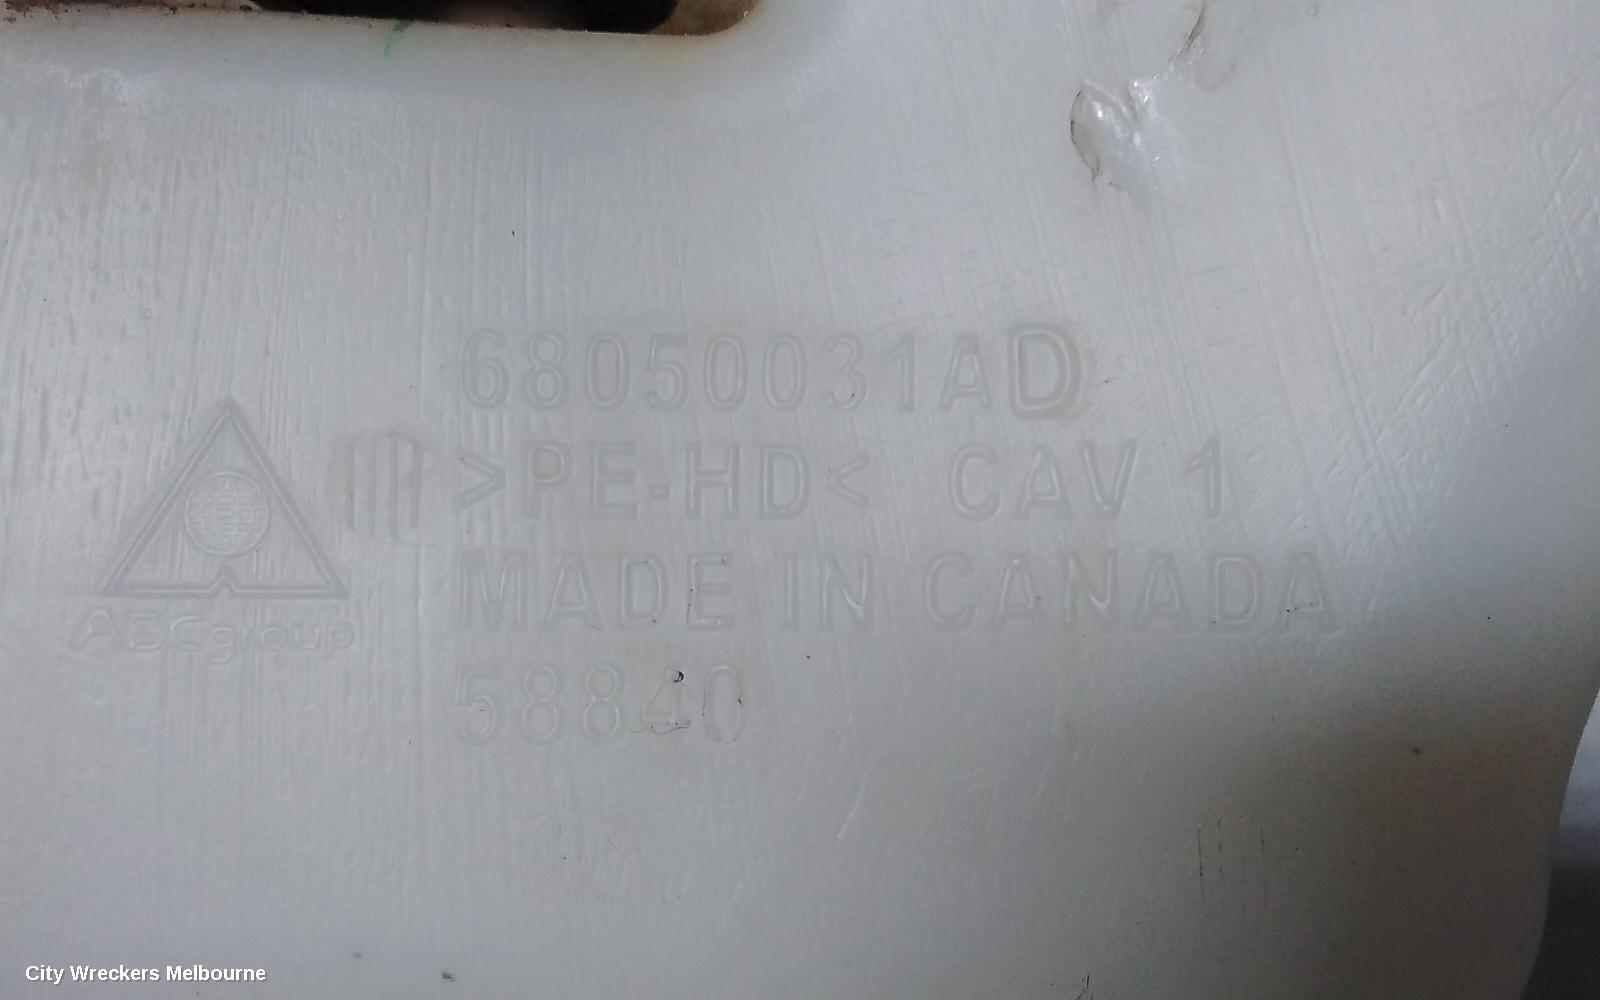 68050031AD
>PE-HD< CAV 1
MADE IN CANADA
58840
ABCgroup
City Wreckers Melbourne